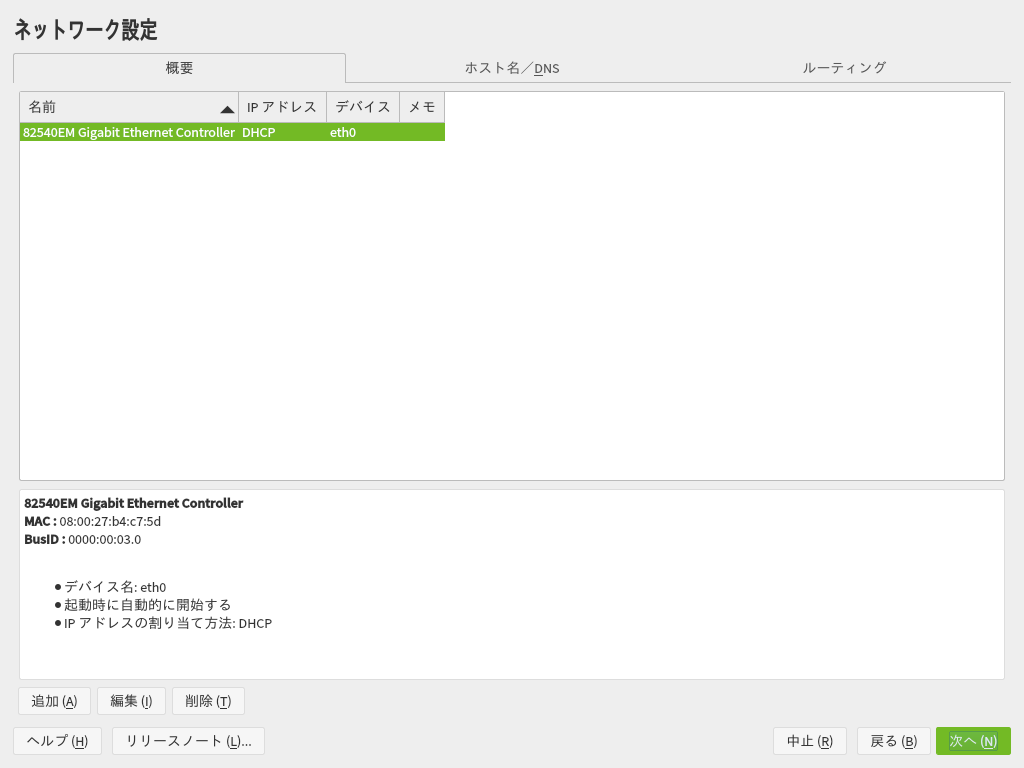 ネットワーク設定
概要 ホスト名／DNS ルーティング
名前 IP アドレス デバイス メモ
82540EM Gigabit Ethernet Controller DHCP eth0
82540EM Gigabit Ethernet Controller
MAC : 08:00:27:b4:c7:5d
BusID : 0000:00:03.0
●デバイス名: eth0
●起動時に自動的に開始する
●IP アドレスの割り当て方法: DHCP
追加 (A) 編集 (I) 削除 (T)
ヘルプ (H) リリースノート (L)... 中止 (R) 戻る (B) 次へ (N)